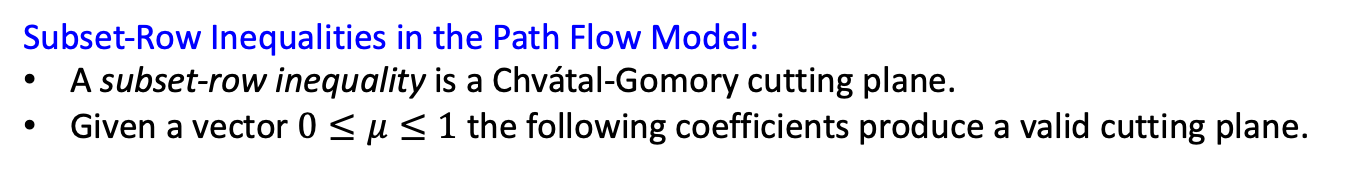 Subset-Row Inequalities in the Path Flow Model:
• A subset-row inequality is a Chvátal-Gomory cutting plane.
• Given a vector 0 ≤ μ ≤ 1 the following coefficients produce a valid cutting plane.